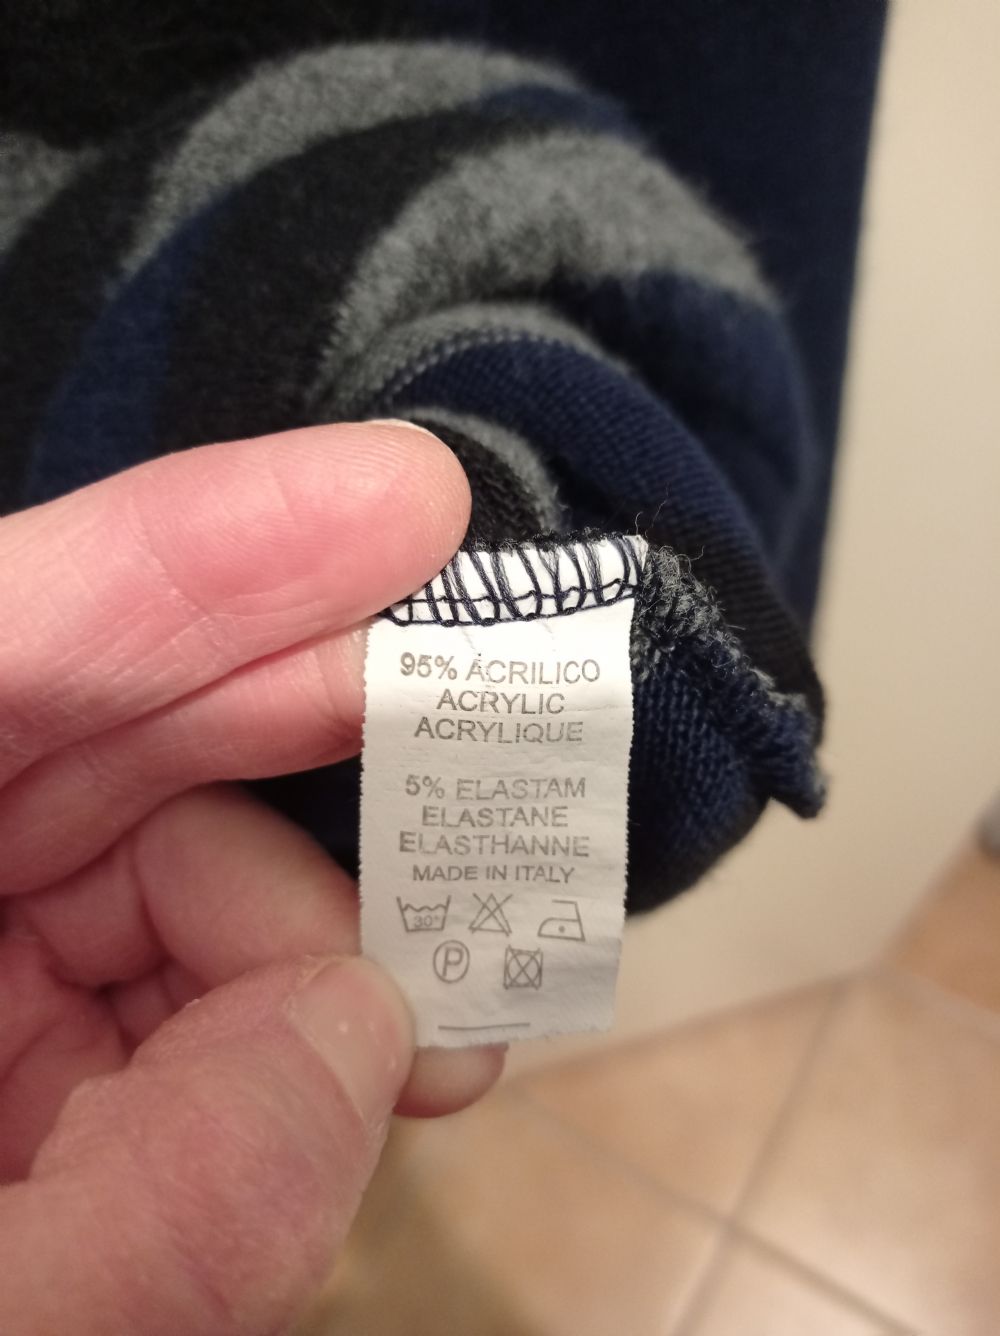 95% ACRILICO
ACRYLIC
ACRYLIQUE
5% ELASTAM
ELASTANE
ELASTHANNE
MADE IN ITALY
30°
P